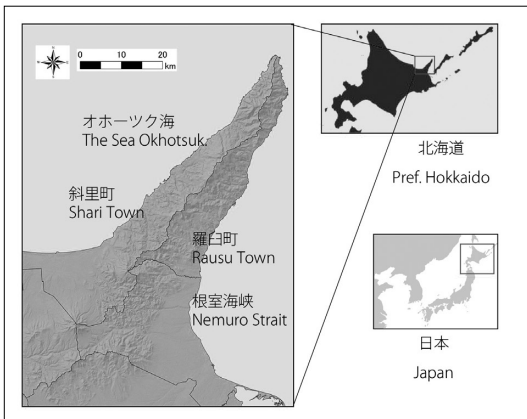 0 10 20
km
オホーツク海
The Sea Okhotsuk.
斜里町
Shari Town
羅臼町
Rausu Town
根室海峡
Nemuro Strait
北海道
Pref. Hokkaido
日本
Japan